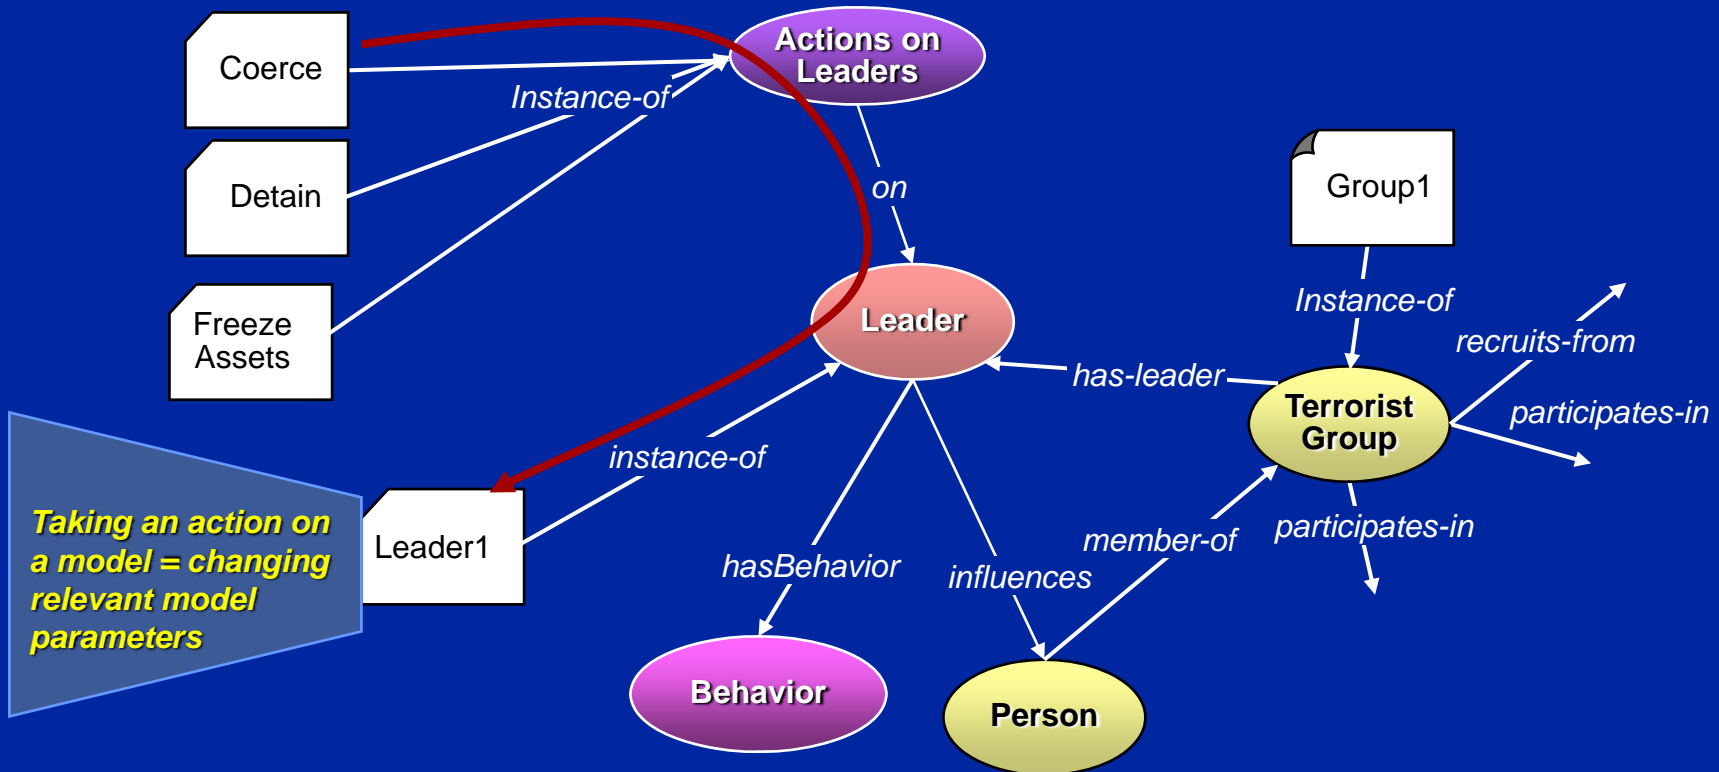 Actions on
Leaders
Coerce
Instance-of
Detain
on
Group1
Freeze
Assets
Leader
Instance-of
recruits-from
has-leader
Terrorist
Group
participates-in
instance-of
Taking an action on
a model = changing
relevant model
parameters
Leader1
hasBehavior
influences
member-of
participates-in
Behavior
Person